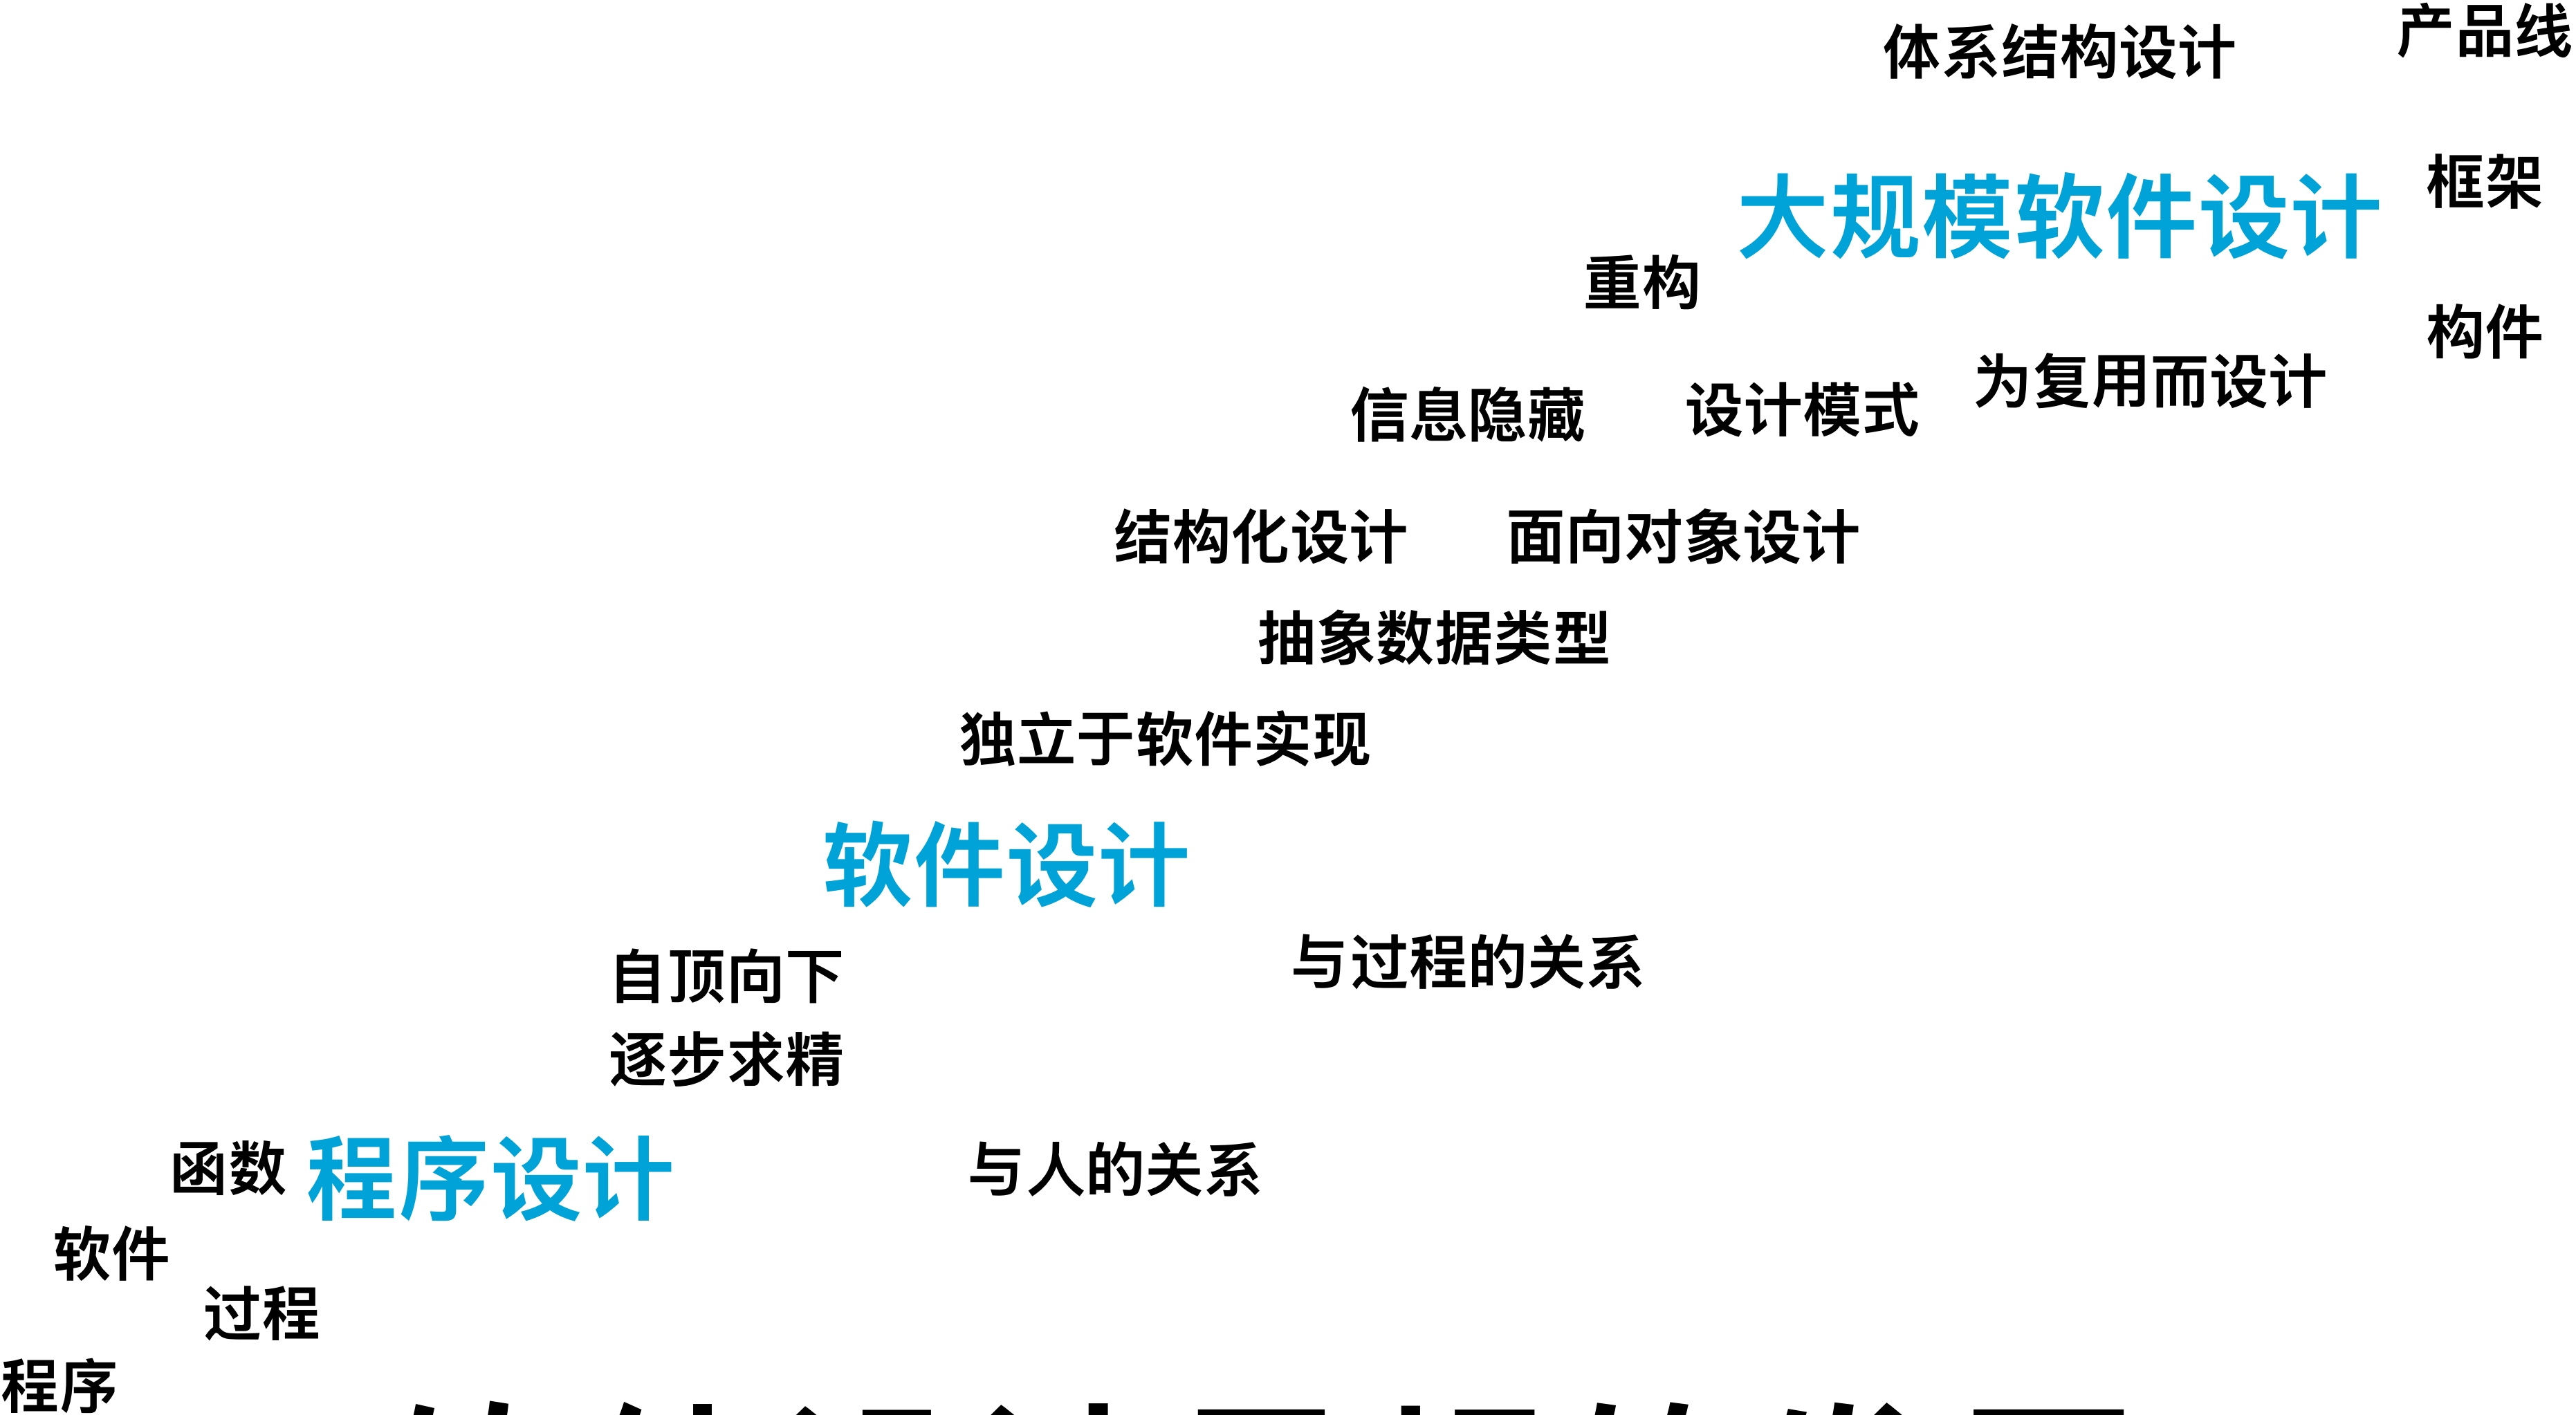 产品线
体系结构设计
框架
大规模软件设计
重构
构件
为复用而设计
信息隐藏
设计模式
结构化设计
面向对象设计
抽象数据类型
独立于软件实现
软件设计
自顶向下
与过程的关系
逐步求精
函数
程序设计
与人的关系
软件
过程
程序